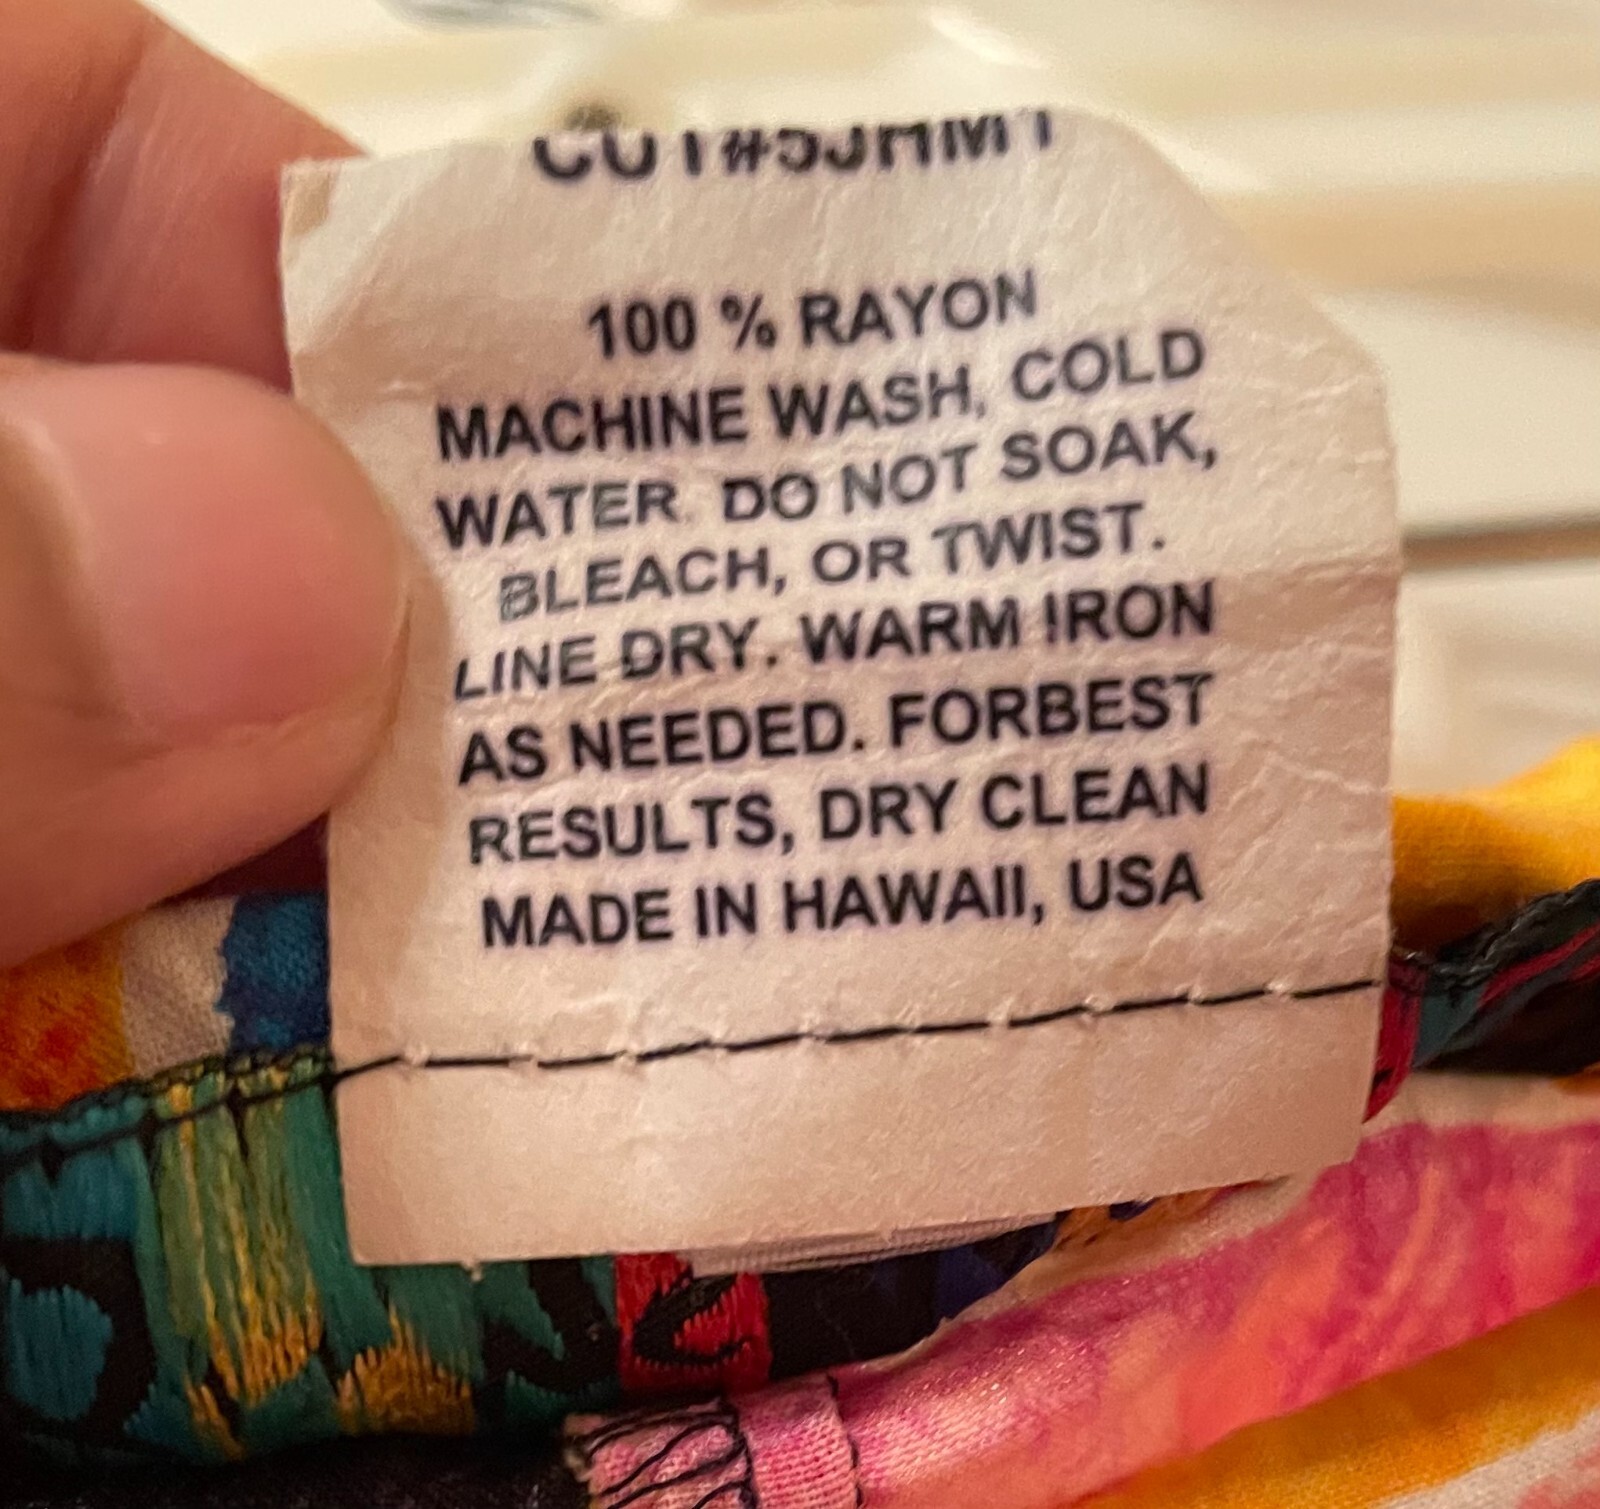 100 % RAYON
MACHINE WASH, COLD
WATER. DO NOT SOAK,
BLEACH, OR TWIST.
LINE DRY. WARM IRON
AS NEEDED. FORBEST
RESULTS, DRY CLEAN
MADE IN HAWAII, USA